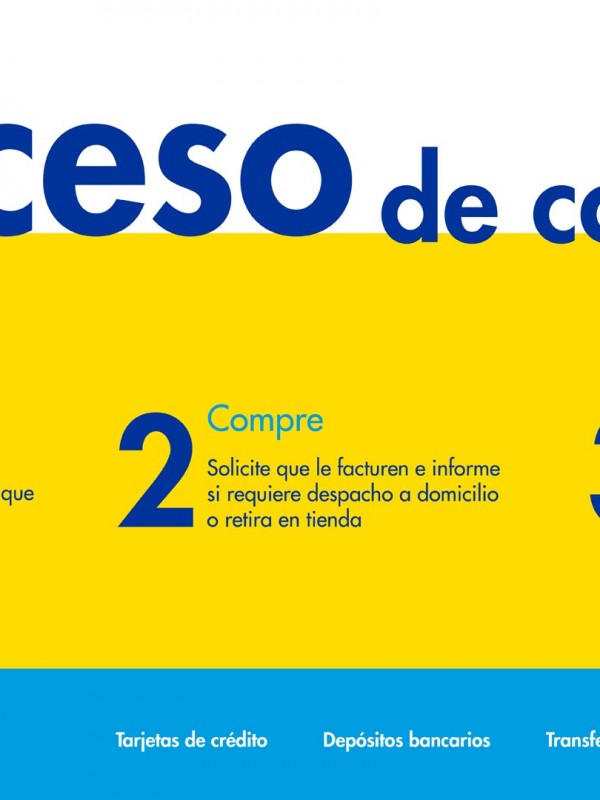 ceso de co
2
Compre
Solicite que le facturen e informe
si requiere despacho a domicilio
o retira en tienda
que
3
Tarjetas de crédito
Depósitos bancarios
Transfe